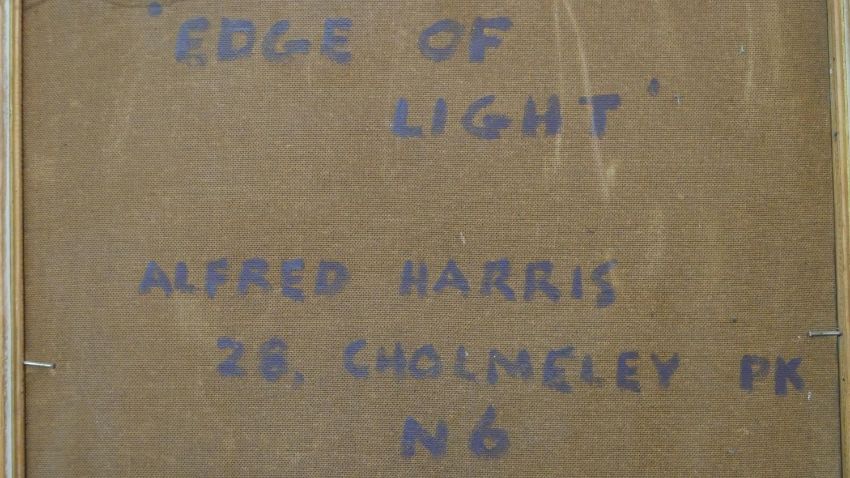 'EDGE OF
LIGHT'
ALFRED HARRIS
28, CHOLMELEY PK
N6